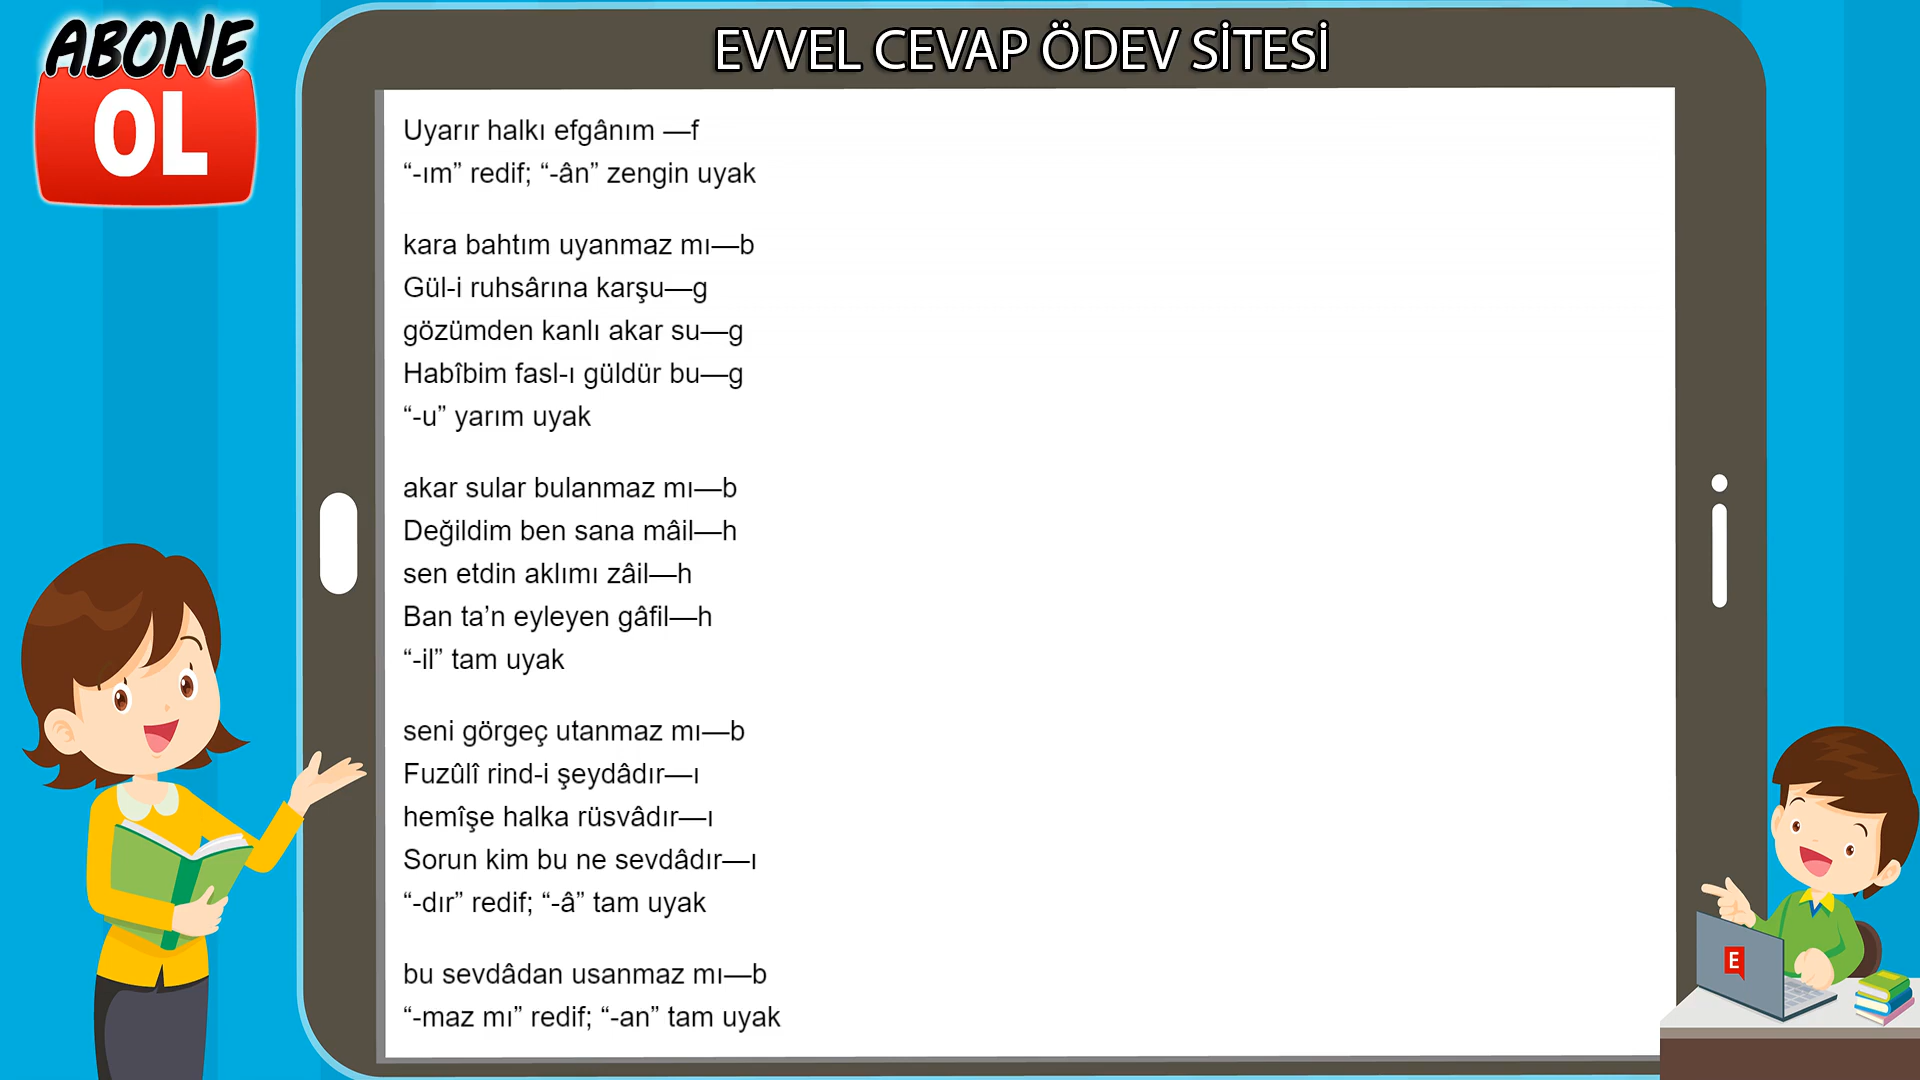 ABONE
OL
EVVEL CEVAP ÖDEV SİTESİ
Uyarır halkı efgânım —f
“-ım” redif; “-ân” zengin uyak
kara bahtım uyanmaz mı—b
Gül-i ruhsârına karşu—g
gözümden kanlı akar su—g
Habîbim fasl-ı güldür bu—g
“-u” yarım uyak
akar sular bulanmaz mı—b
Değildim ben sana mâil—h
sen etdin aklımı zâil—h
Ban ta’n eyleyen gâfil—h
“-il” tam uyak
seni görgeç utanmaz mı—b
Fuzûlî rind-i şeydâdır—ı
hemîşe halka rüsvâdır—ı
Sorun kim bu ne sevdâdır—ı
“-dır” redif; “-â” tam uyak
bu sevdâdan usanmaz mı—b
“-maz mı” redif; “-an” tam uyak
E